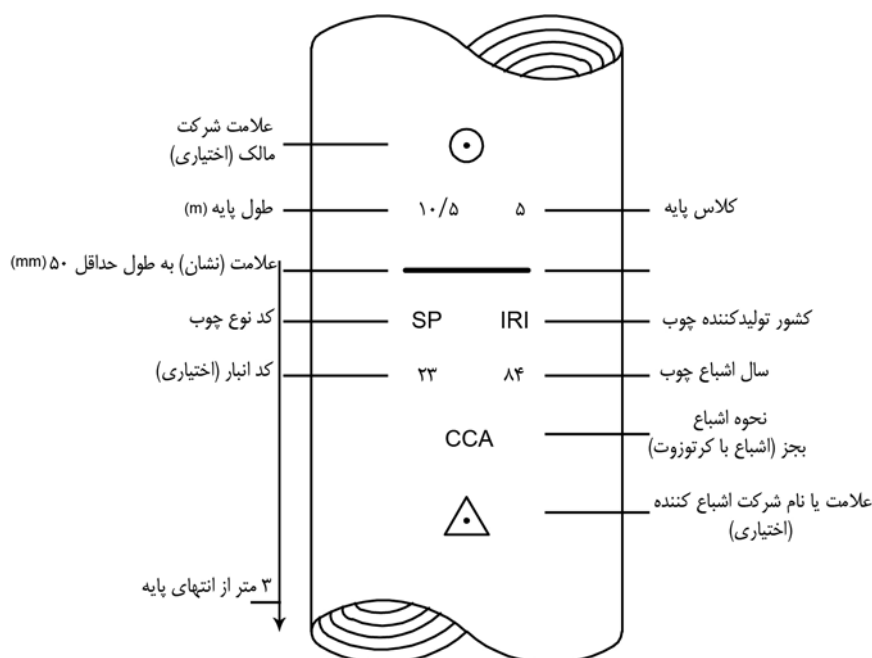 علامت شرکت
مالک (اختیاری)
کلاس پایه
۵
۱۰/۵
طول پایه (m)
علامت (نشان) به طول حداقل ۵۰ (mm)
کشور تولیدکننده چوب
IRI
SP
کد نوع چوب
سال اشباع چوب
۸۴
۲۳
کد انبار (اختیاری)
نحوه اشباع
بجز (اشباع با کرتوزوت)
CCA
علامت یا نام شرکت اشباع کننده
(اختیاری)
۳ متر از انتهای پایه